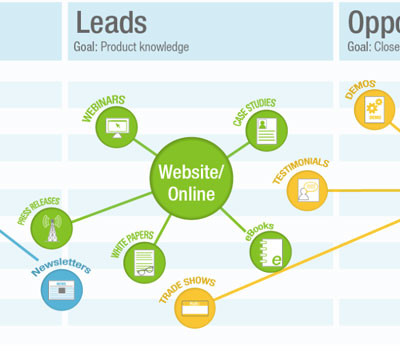 Leads
Goal: Product knowledge
Oppo
Goal: Close
WEBINARS
CASE STUDIES
DEMOS
Website/
Online
TESTIMONIALS
PRESS RELEASES
WHITE PAPERS
eBooks
Newsletters
TRADE SHOWS